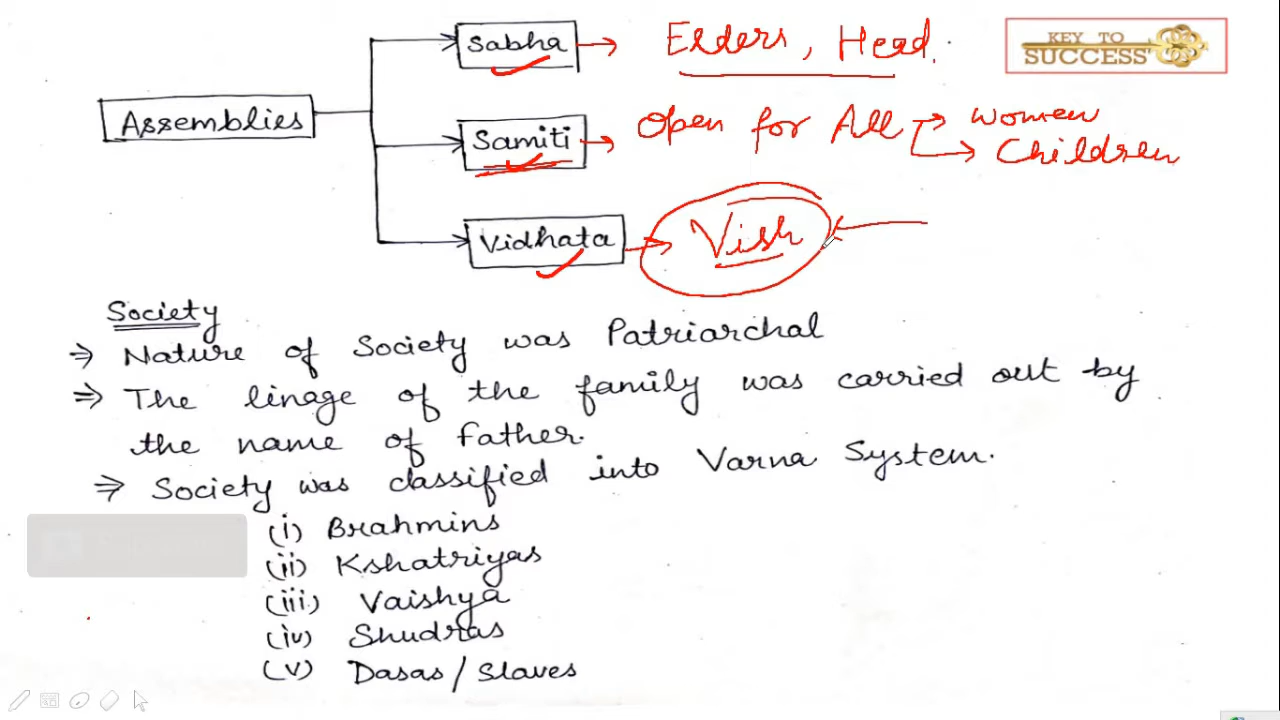 Sabha → Elders, Head.
KEY TO
SUCCESS
Assemblies
Samiti → Open for All → Women
→ Children
Vidhata → Vish
Society
⇒ Nature of Society was Patriarchal
⇒ The linage of the family was carried out by
the name of father.
⇒ Society was classified into Varna System.
(i) Brahmins
(ii) Kshatriyas
(iii) Vaishya
(iv) Shudras
(v) Dasas / Slaves